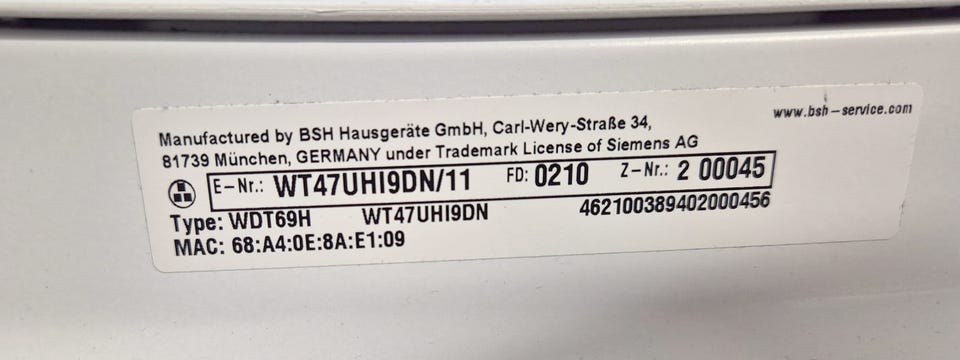 www.bsh-service.com
Manufactured by BSH Hausgeräte GmbH, Carl-Wery-Straße 34,
81739 München, GERMANY under Trademark License of Siemens AG
E-Nr.: WT47UHI9DN/11 FD: 0210 Z-Nr.: 2 00045
Type: WDT69H WT47UHI9DN 462100389402000456
MAC: 68:A4:0E:8A:E1:09